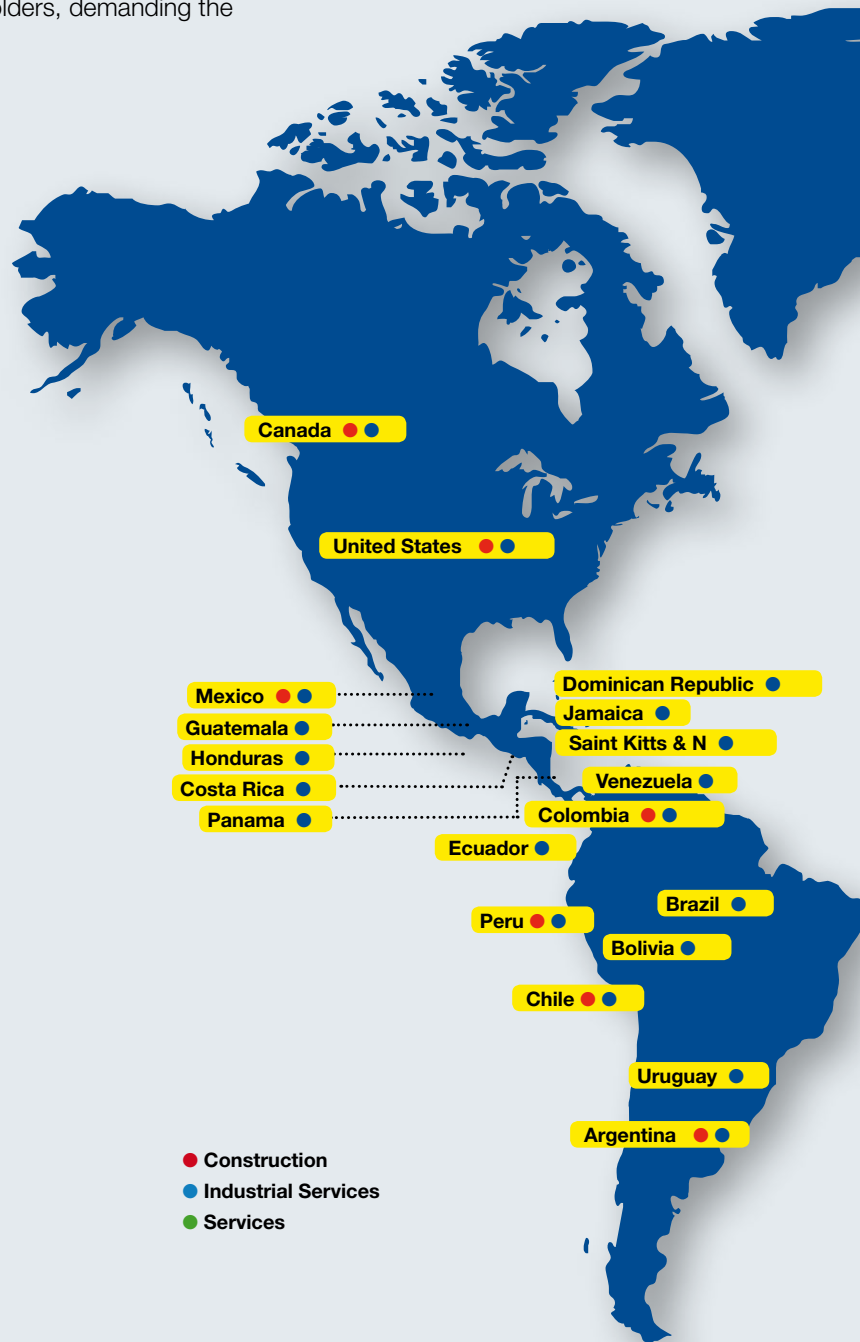 olders, demanding the
Canada
United States
Mexico
Guatemala
Honduras
Costa Rica
Panama
Dominican Republic
Jamaica
Saint Kitts & N
Venezuela
Colombia
Ecuador
Peru
Brazil
Bolivia
Chile
Uruguay
Argentina
Construction
Industrial Services
Services